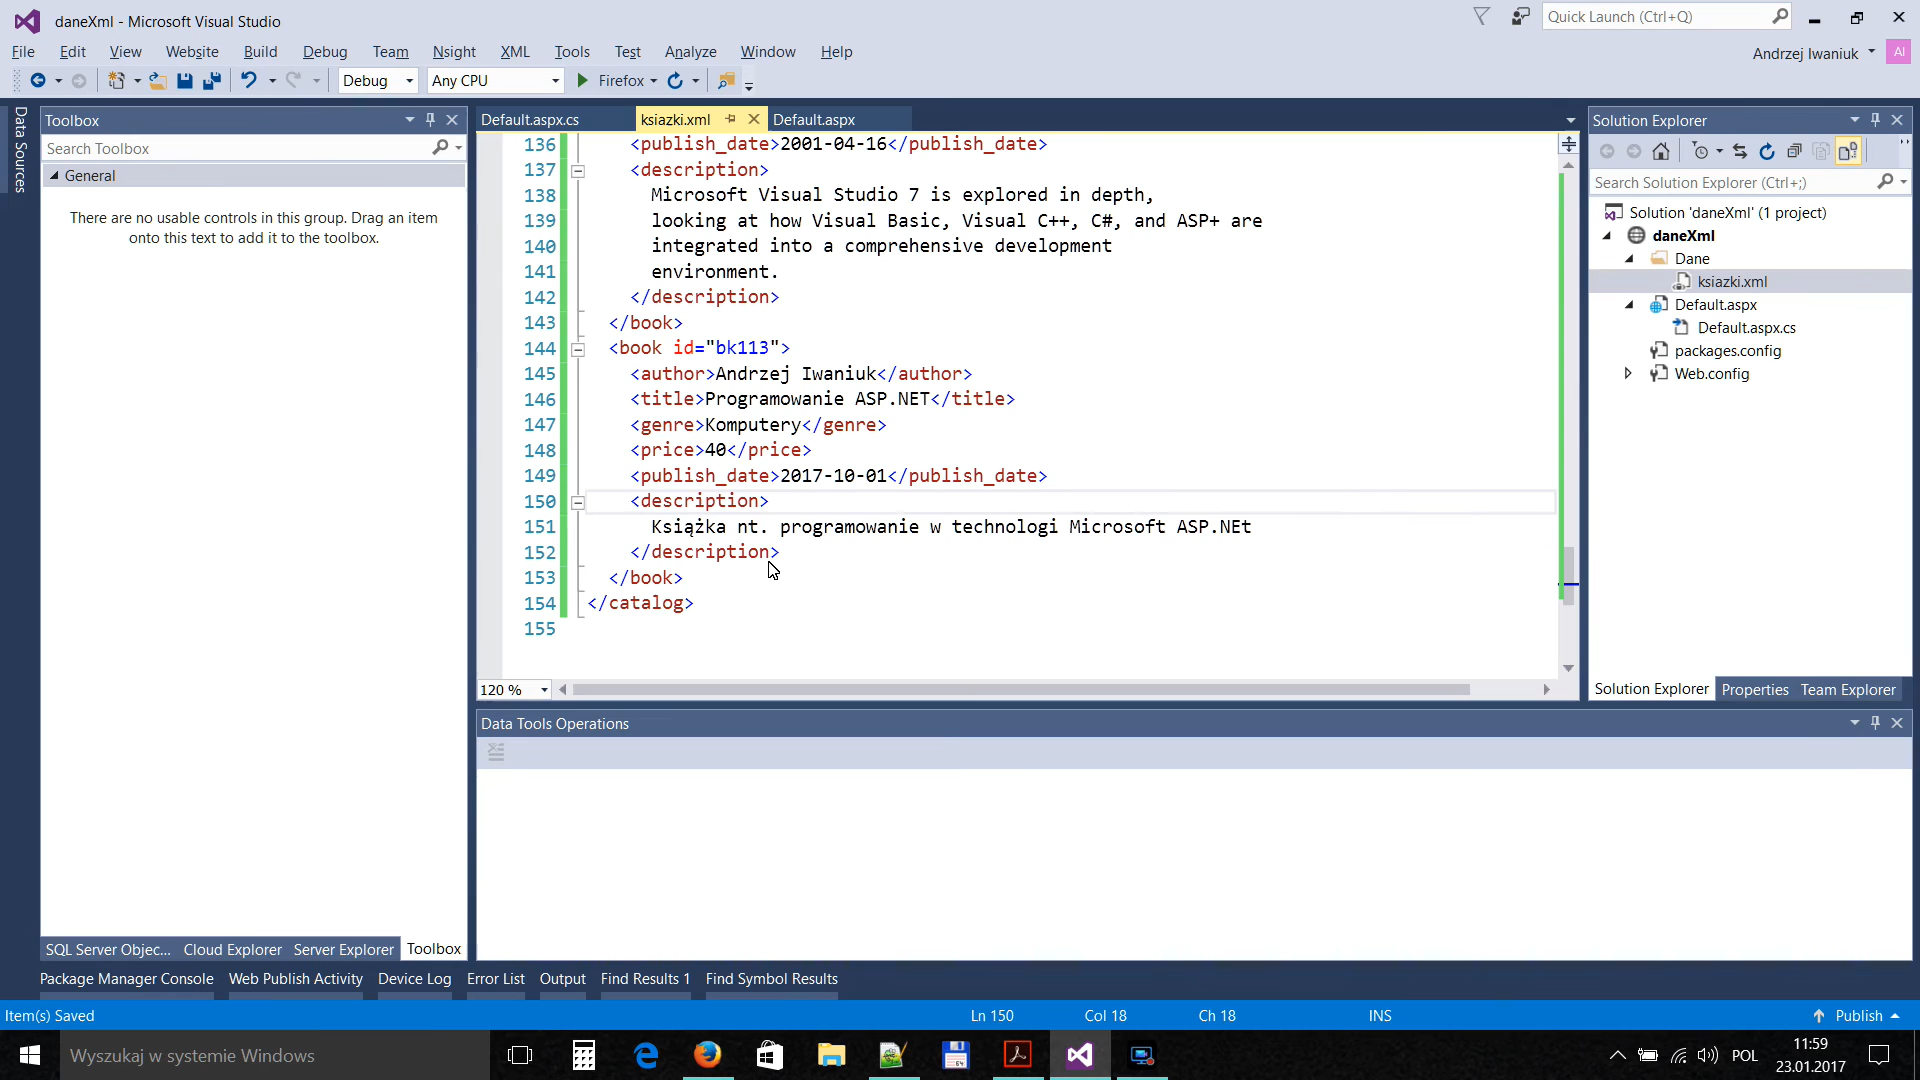 daneXml - Microsoft Visual Studio
Quick Launch (Ctrl+Q)
File Edit View Website Build Debug Team Nsight XML Tools Test Analyze Window Help
Andrzej Iwaniuk AI
Debug Any CPU Firefox
Data Sources
Toolbox
Search Toolbox
General
There are no usable controls in this group. Drag an item
onto this text to add it to the toolbox.
SQL Server Objec... Cloud Explorer Server Explorer Toolbox
Default.aspx.cs ksiazki.xml Default.aspx
136 <publish_date>2001-04-16</publish_date>
137 <description>
138 Microsoft Visual Studio 7 is explored in depth,
139 looking at how Visual Basic, Visual C++, C#, and ASP+ are
140 integrated into a comprehensive development
141 environment.
142 </description>
143 </book>
144 <book id="bk113">
145 <author>Andrzej Iwaniuk</author>
146 <title>Programowanie ASP.NET</title>
147 <genre>Komputery</genre>
148 <price>40</price>
149 <publish_date>2017-10-01</publish_date>
150 <description>
151 Książka nt. programowanie w technologi Microsoft ASP.NEt
152 </description>
153 </book>
154 </catalog>
155
120 %
Data Tools Operations
Solution Explorer
Search Solution Explorer (Ctrl+;)
Solution 'daneXml' (1 project)
daneXml
Dane
ksiazki.xml
Default.aspx
Default.aspx.cs
packages.config
Web.config
Solution Explorer Properties Team Explorer
Package Manager Console Web Publish Activity Device Log Error List Output Find Results 1 Find Symbol Results
Item(s) Saved Ln 150 Col 18 Ch 18 INS Publish
Wyszukaj w systemie Windows
POL
11:59
23.01.2017